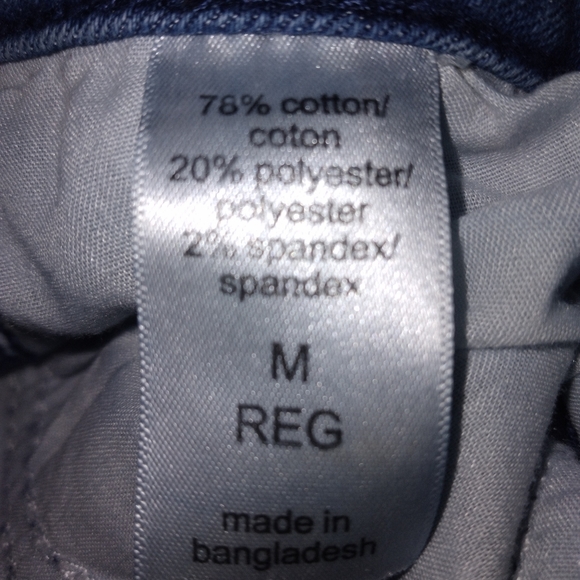 78% cotton/
coton
20% polyester/
polyester
2% spandex/
spandex
M
REG
made in
bangladesh